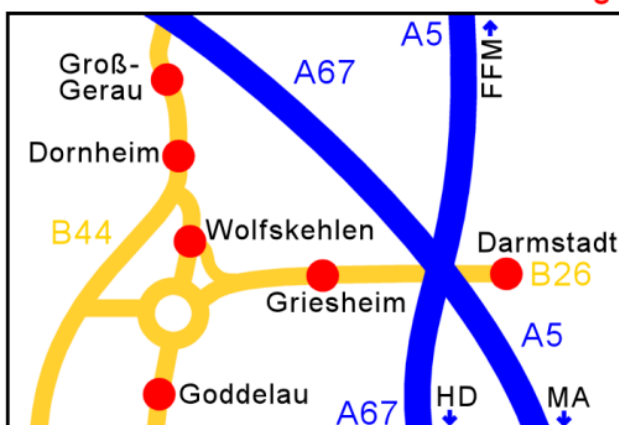 A5
FFM
A67
Groß-
Gerau
Dornheim
B44
Wolfskehlen
Darmstadt
B26
Griesheim
A5
Goddelau
A67
HD
MA